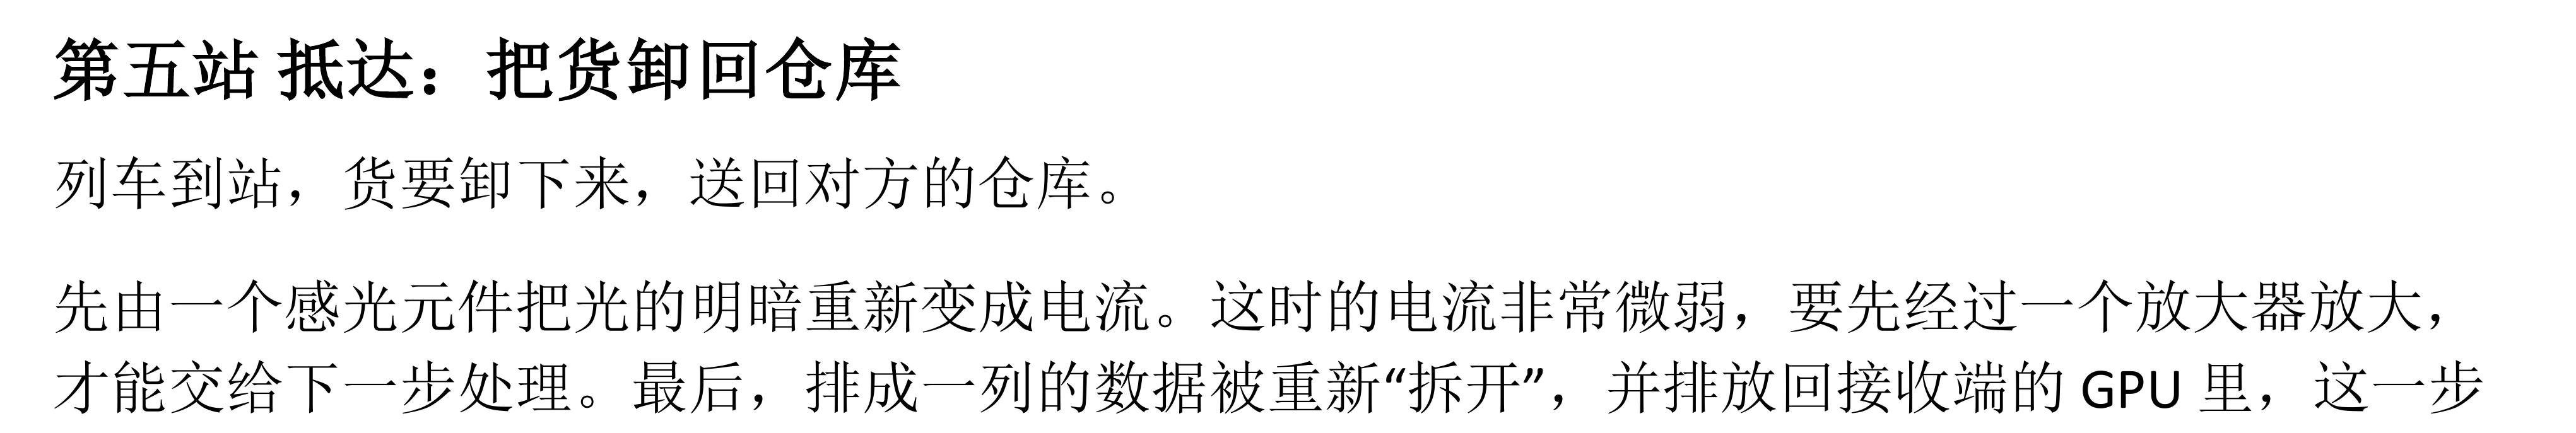 第五站 抵达：把货卸回仓库
列车到站，货要卸下来，送回对方的仓库。
先由一个感光元件把光的明暗重新变成电流。这时的电流非常微弱，要先经过一个放大器放大，
才能交给下一步处理。最后，排成一列的数据被重新“拆开”，并排放回接收端的 GPU 里，这一步